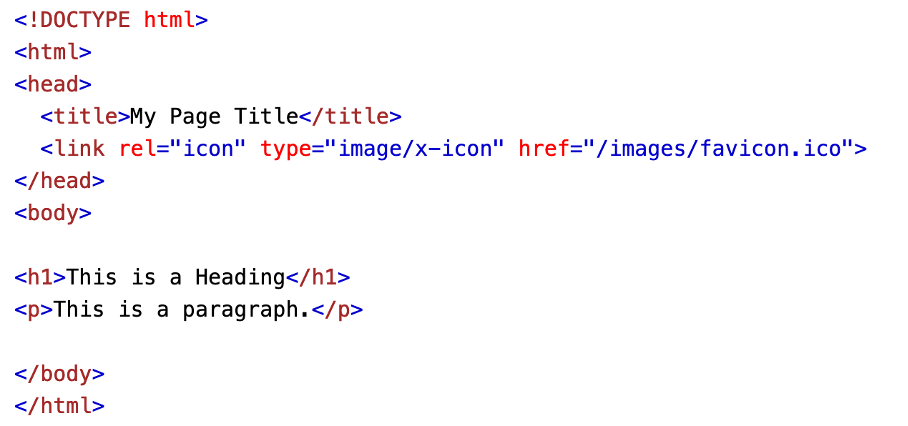 <!DOCTYPE html>
<html>
<head>
  <title>My Page Title</title>
  <link rel="icon" type="image/x-icon" href="/images/favicon.ico">
</head>
<body>

<h1>This is a Heading</h1>
<p>This is a paragraph.</p>

</body>
</html>